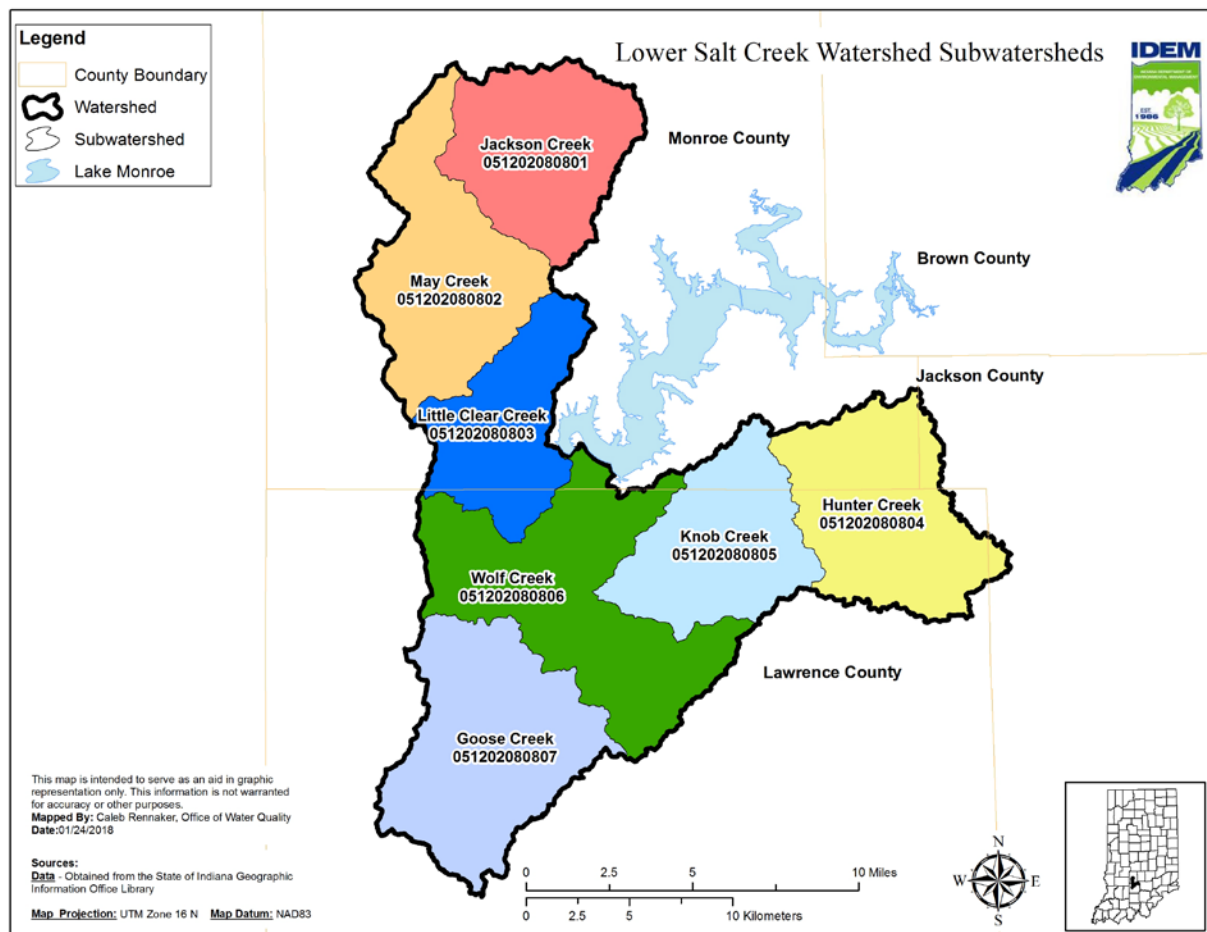 Legend
County Boundary
Watershed
Subwatershed
Lake Monroe
Lower Salt Creek Watershed Subwatersheds
IDEM
INDIANA DEPARTMENT OF
ENVIRONMENTAL MANAGEMENT
EST.
1986
Monroe County
Jackson Creek
051202080801
Brown County
May Creek
051202080802
Jackson County
Little Clear Creek
051202080803
Hunter Creek
051202080804
Knob Creek
051202080805
Wolf Creek
051202080806
Lawrence County
Goose Creek
051202080807
This map is intended to serve as an aid in graphic
representation only. This information is not warranted
for accuracy or other purposes.
Mapped By: Caleb Rennaker, Office of Water Quality
Date:01/24/2018
Sources:
Data - Obtained from the State of Indiana Geographic
Information Office Library
Map Projection: UTM Zone 16 N Map Datum: NAD83
0 2.5 5 10 Miles
0 2.5 5 10 Kilometers
N
W E
S